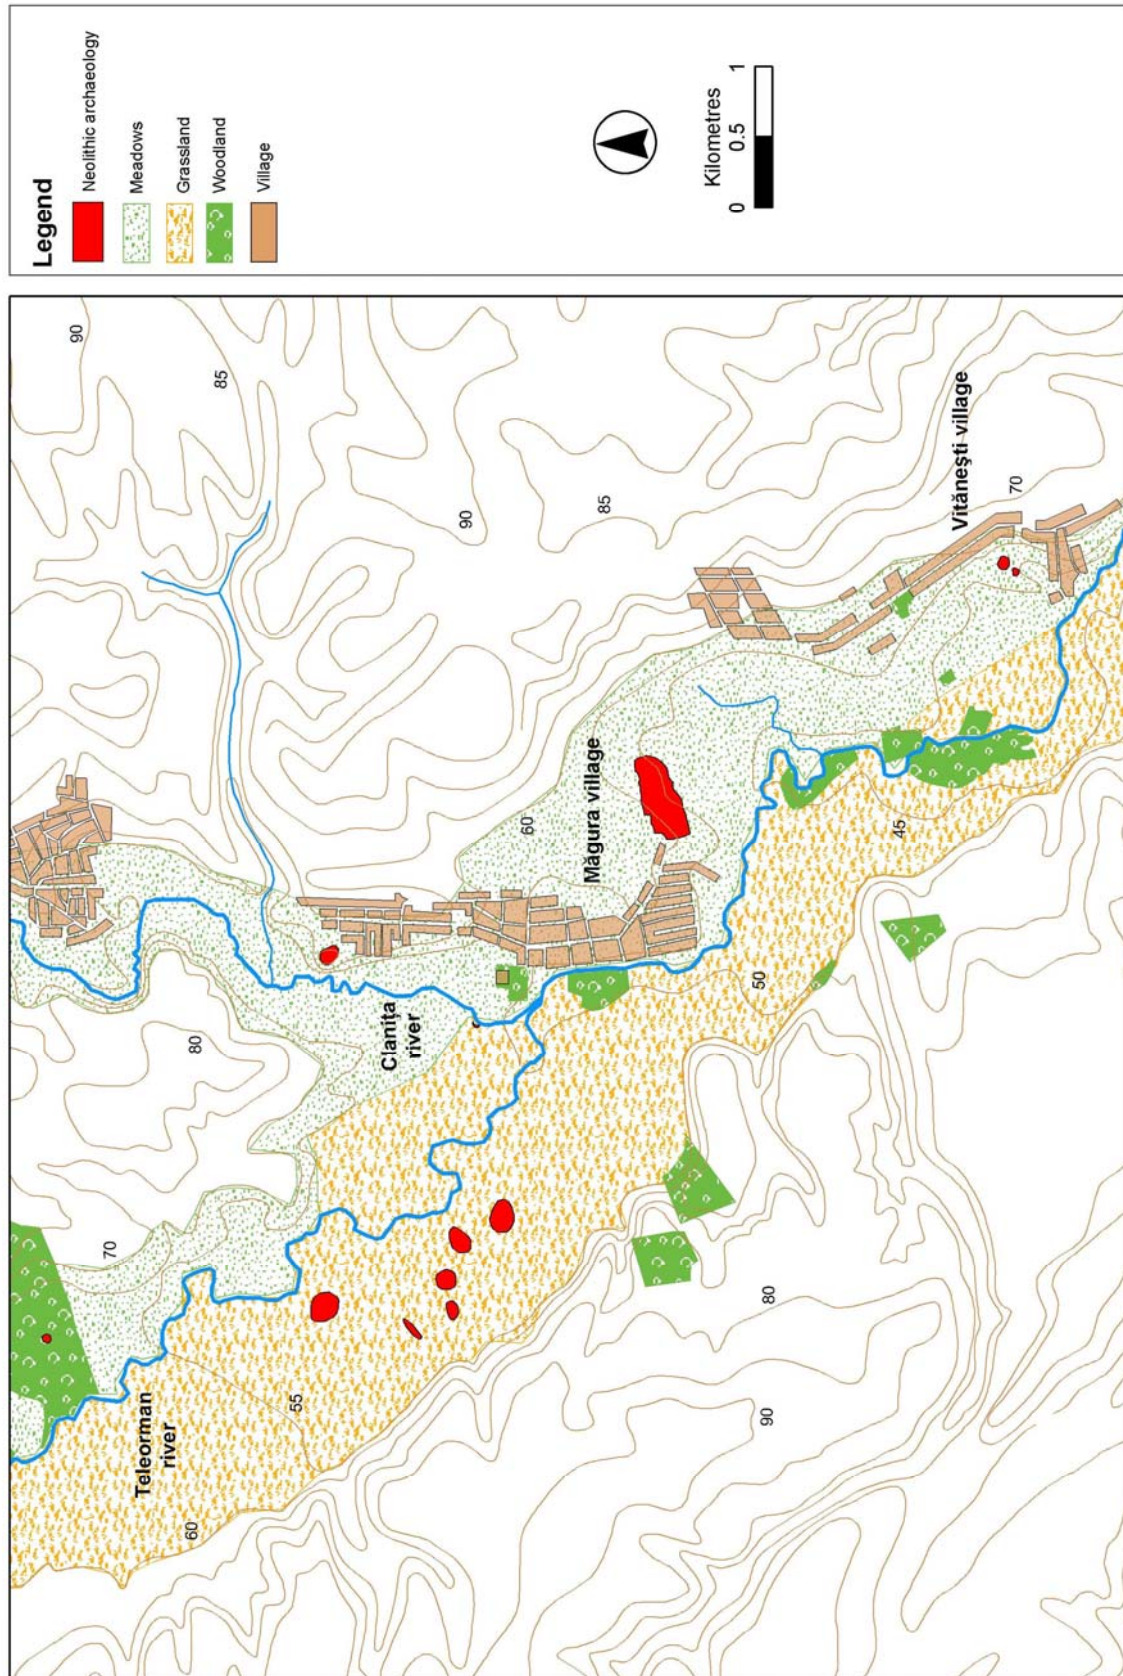 90
70
Teleorman
river
60
80
85
55
Claniţa
river
90
60
Măgura village
85
50
80
90
45
Vităneşti village
70
Legend
Neolithic archaeology
Meadows
Grassland
Woodland
Village
Kilometres
0 0.5 1